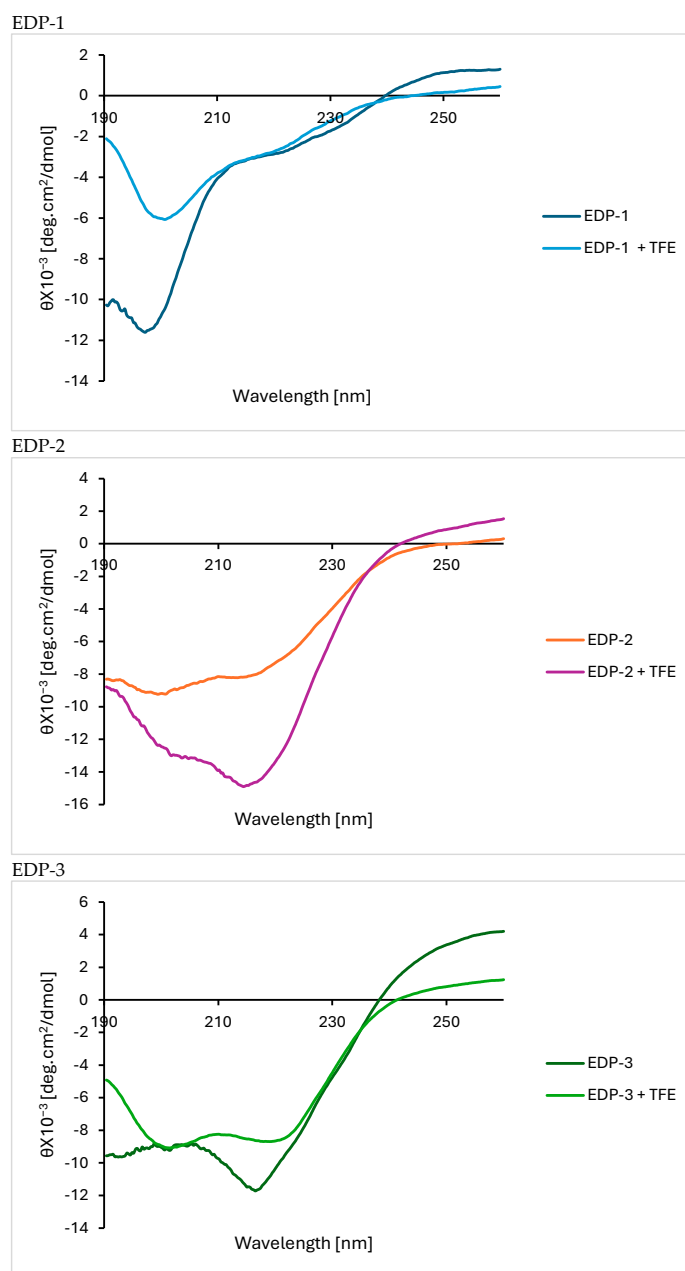 EDP-1
2
0
190 210 230 250
-2
-4
-6
-8
-10
-12
-14
θX10⁻³ [deg.cm²/dmol]
Wavelength [nm]
EDP-1
EDP-1 + TFE
EDP-2
4
2
0
190 210 230 250
-2
-4
-6
-8
-10
-12
-14
-16
θX10⁻³ [deg.cm²/dmol]
Wavelength [nm]
EDP-2
EDP-2 + TFE
EDP-3
6
4
2
0
190 210 230 250
-2
-4
-6
-8
-10
-12
-14
θX10⁻³ [deg.cm²/dmol]
Wavelength [nm]
EDP-3
EDP-3 + TFE